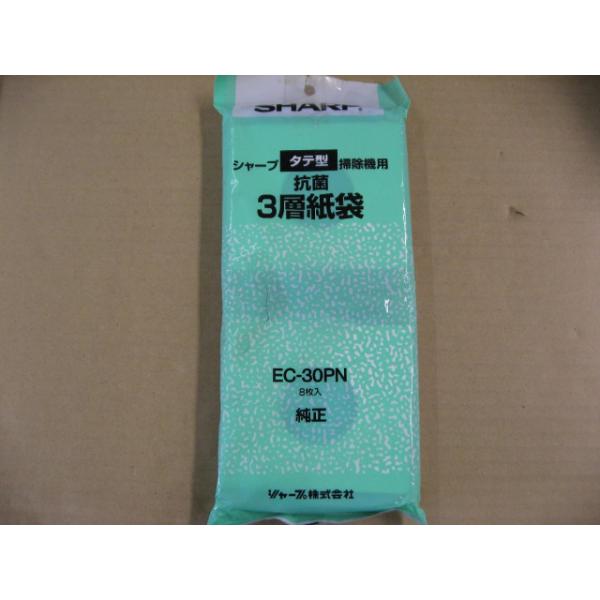 SHARP
シャープ タテ型 掃除機用
抗菌
3層紙袋
EC-30PN
8枚入
純正
シャープ株式会社